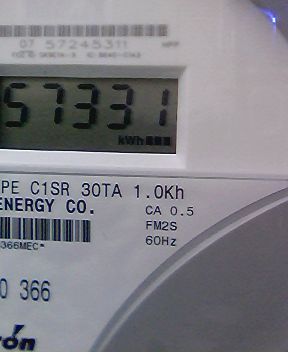 07 57245311
57331
kWh
PE C1SR 30TA 1.0Kh
ENERGY CO.
CA 0.5
FM2S
60Hz
366MEC*
0 366
rón